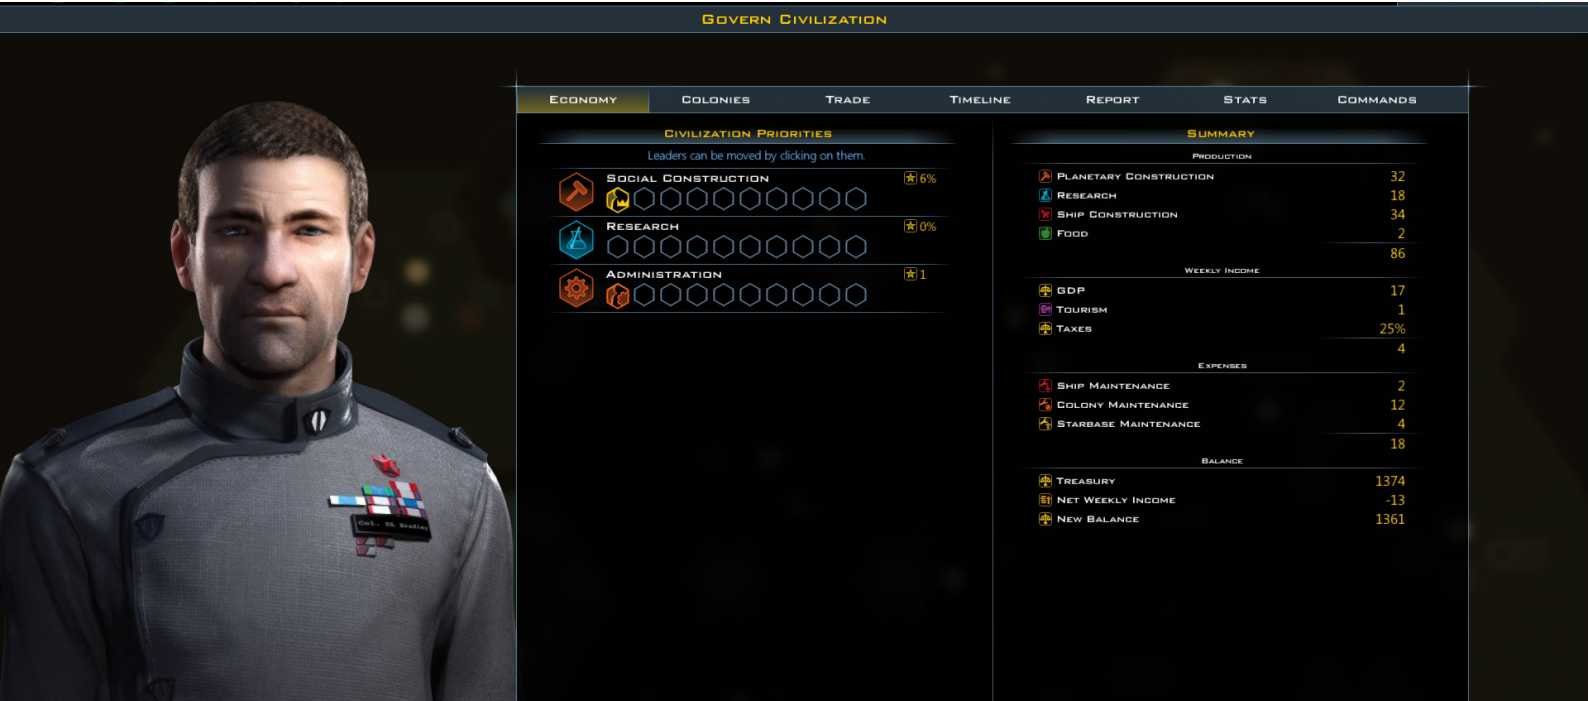 Govern Civilization
Economy Colonies Trade Timeline Report Stats Commands
Civilization Priorities
Leaders can be moved by clicking on them.
Social Construction 6%
Research 0%
Administration 1
Summary
Production
Planetary Construction 32
Research 18
Ship Construction 34
Food 2
86
Weekly Income
GDP 17
Tourism 1
Taxes 25%
4
Expenses
Ship Maintenance 2
Colony Maintenance 12
Starbase Maintenance 4
18
Balance
Treasury 1374
Net Weekly Income -13
New Balance 1361
Col. DL Bradley